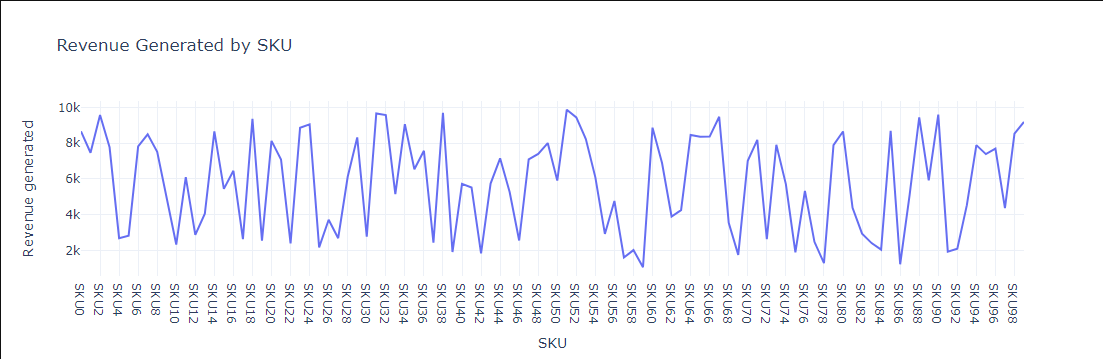 Revenue Generated by SKU
Revenue generated
10k
8k
6k
4k
2k
SKU0
SKU2
SKU4
SKU6
SKU8
SKU10
SKU12
SKU14
SKU16
SKU18
SKU20
SKU22
SKU24
SKU26
SKU28
SKU30
SKU32
SKU34
SKU36
SKU38
SKU40
SKU42
SKU44
SKU46
SKU48
SKU50
SKU52
SKU54
SKU56
SKU58
SKU60
SKU62
SKU64
SKU66
SKU68
SKU70
SKU72
SKU74
SKU76
SKU78
SKU80
SKU82
SKU84
SKU86
SKU88
SKU90
SKU92
SKU94
SKU96
SKU98
SKU